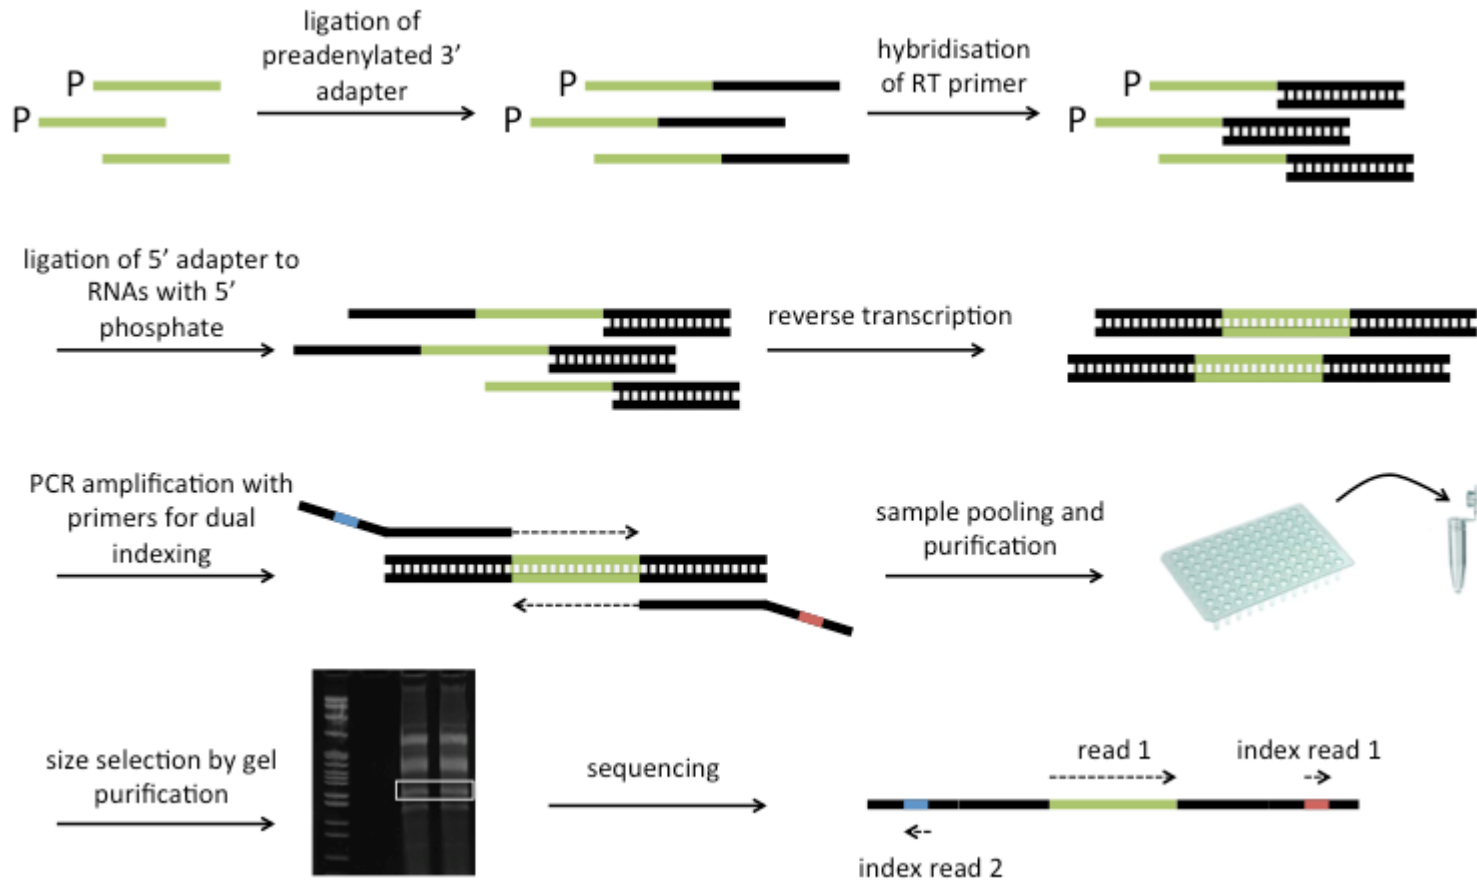 ligation of
preadenylated 3’
adapter
hybridisation
of RT primer
P
P
P
P
P
P
ligation of 5’ adapter to
RNAs with 5’
phosphate
reverse transcription
PCR amplification with
primers for dual
indexing
sample pooling and
purification
size selection by gel
purification
sequencing
read 1
index read 1
index read 2